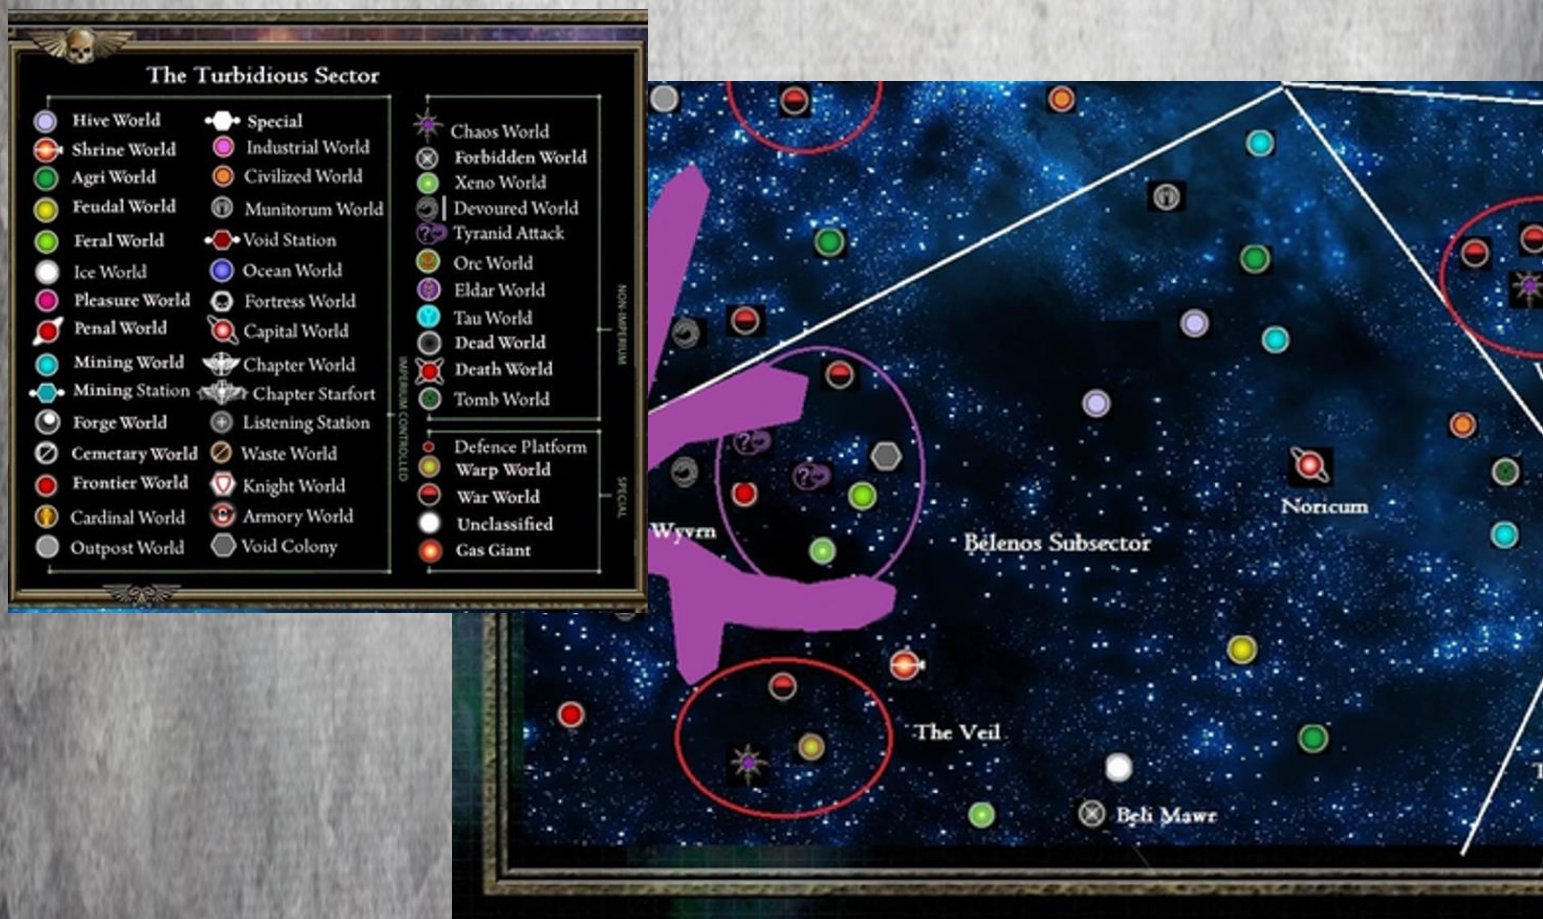 The Turbidious Sector
Hive World
Shrine World
Agri World
Feudal World
Feral World
Ice World
Pleasure World
Penal World
Mining World
Mining Station
Forge World
Cemetary World
Frontier World
Cardinal World
Outpost World
Special
Industrial World
Civilized World
Munitorum World
Void Station
Ocean World
Fortress World
Capital World
Chapter World
Chapter Starfort
Listening Station
Waste World
Knight World
Armory World
Void Colony
IMPERIUM CONTROLLED
Chaos World
Forbidden World
Xeno World
Devoured World
Tyranid Attack
Orc World
Eldar World
Tau World
Dead World
Death World
Tomb World
NON-IMPERIUM
Defence Platform
Warp World
War World
Unclassified
Gas Giant
SPECIAL
Noricum
Wyvrn
Belenos Subsector
The Veil
Beli Mawr